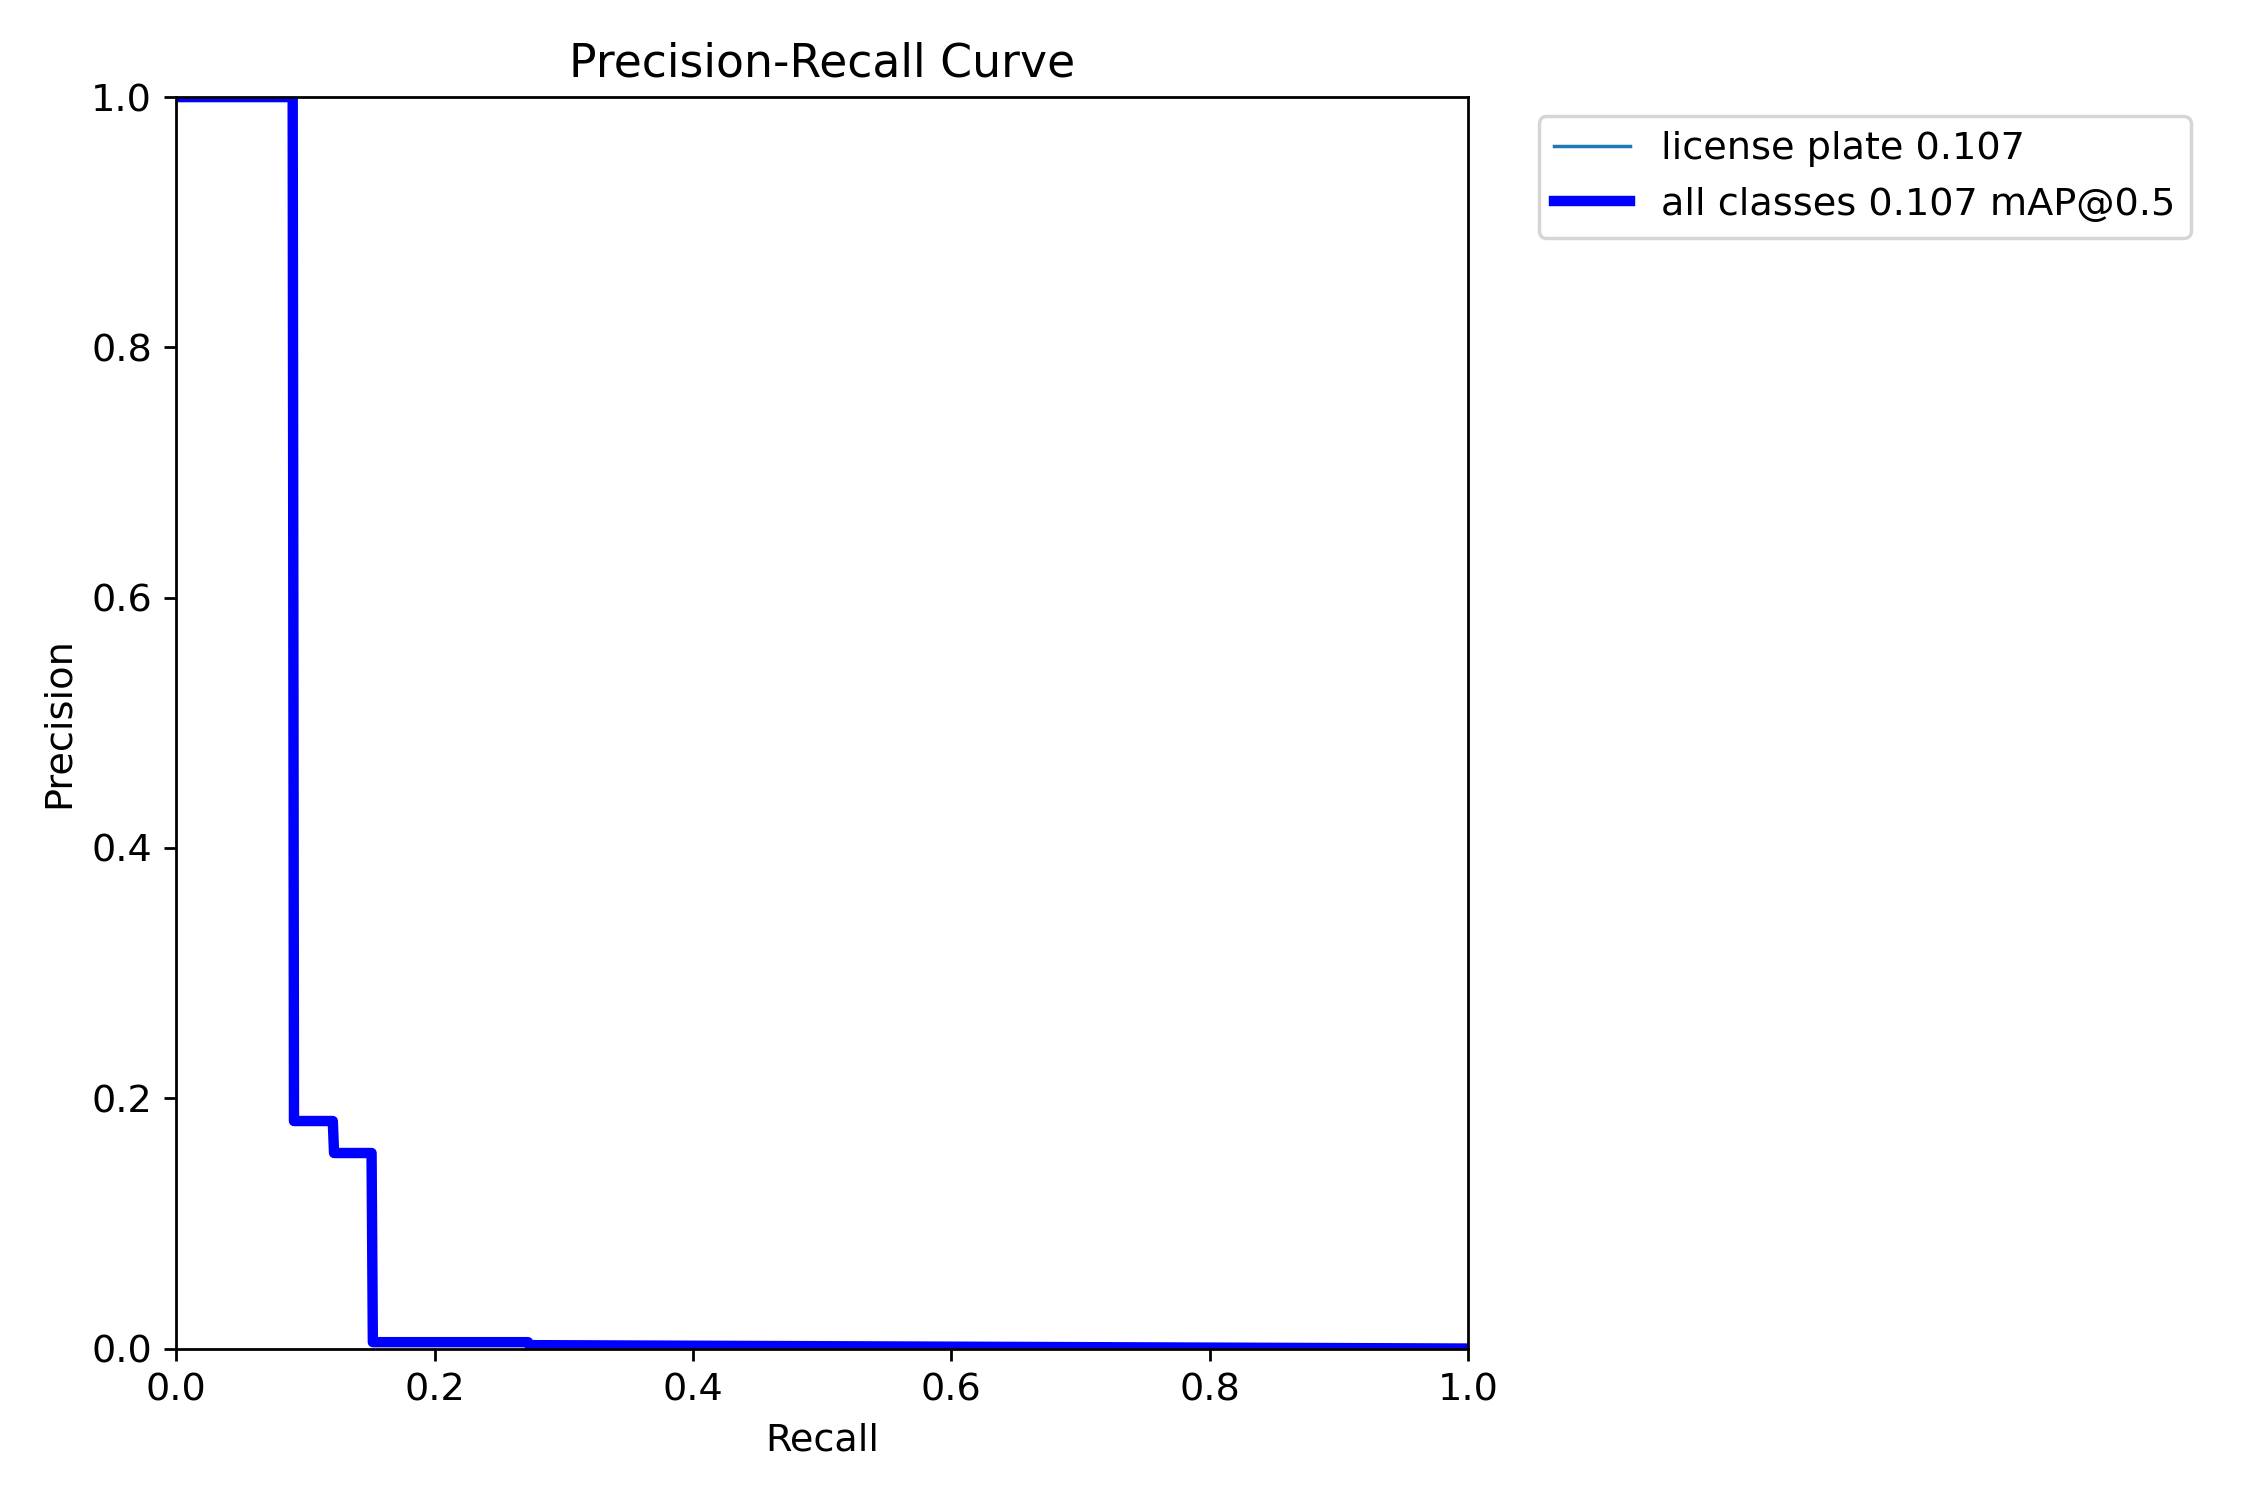 Precision-Recall Curve
1.0
0.8
0.6
0.4
0.2
0.0
Precision
0.0 0.2 0.4 0.6 0.8 1.0
Recall
license plate 0.107
all classes 0.107 mAP@0.5